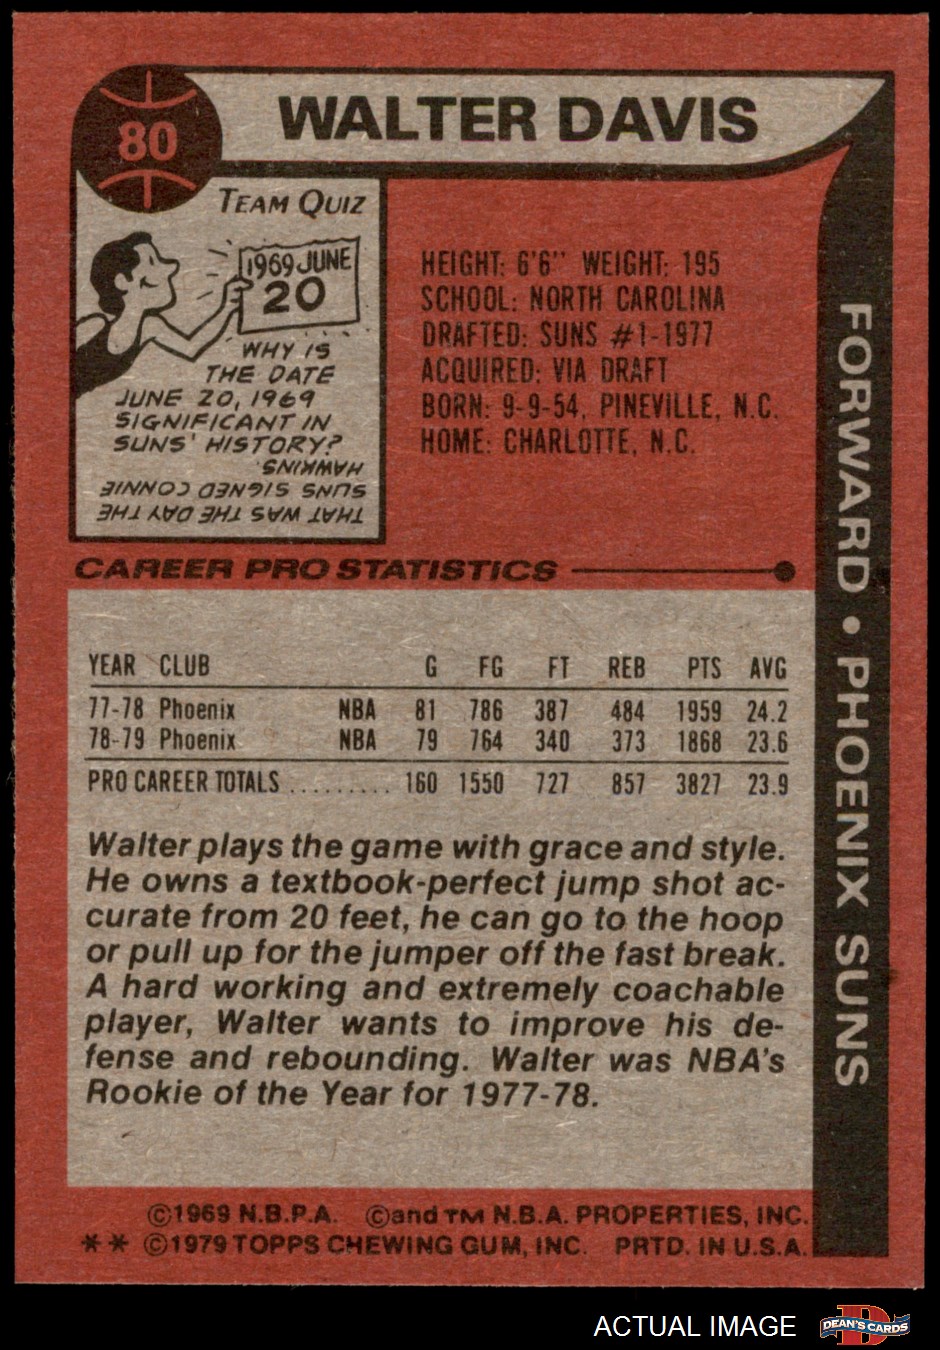 80
WALTER DAVIS
TEAM QUIZ
1969 JUNE
20
WHY IS
THE DATE
JUNE 20, 1969
SIGNIFICANT IN
SUNS' HISTORY?
THAT WAS THE DAY THE
SUNS SIGNED CONNIE
HAWKINS.
HEIGHT: 6'6" WEIGHT: 195
SCHOOL: NORTH CAROLINA
DRAFTED: SUNS #1-1977
ACQUIRED: VIA DRAFT
BORN: 9-9-54, PINEVILLE, N.C.
HOME: CHARLOTTE, N.C.
FORWARD • PHOENIX SUNS
CAREER PRO STATISTICS
YEAR CLUB G FG FT REB PTS AVG
77-78 Phoenix NBA 81 786 387 484 1959 24.2
78-79 Phoenix NBA 79 764 340 373 1868 23.6
PRO CAREER TOTALS .......... 160 1550 727 857 3827 23.9
Walter plays the game with grace and style.
He owns a textbook-perfect jump shot ac-
curate from 20 feet, he can go to the hoop
or pull up for the jumper off the fast break.
A hard working and extremely coachable
player, Walter wants to improve his de-
fense and rebounding. Walter was NBA's
Rookie of the Year for 1977-78.
©1969 N.B.P.A. ©and TM N.B.A. PROPERTIES, INC.
** ©1979 TOPPS CHEWING GUM, INC. PRTD. IN U.S.A.
ACTUAL IMAGE
DEAN'S CARDS